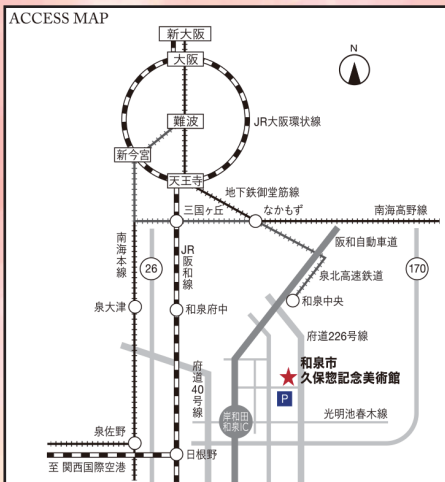 ACCESS MAP
新大阪
N
大阪
難波
JR大阪環状線
新今宮
天王寺
地下鉄御堂筋線
三国ヶ丘
なかもず
南海高野線
南海本線
26
JR阪和線
阪和自動車道
泉北高速鉄道
170
泉大津
和泉府中
和泉中央
府道226号線
府道40号線
和泉市
久保惣記念美術館
P
岸和田
和泉IC
光明池春木線
泉佐野
至 関西国際空港
日根野